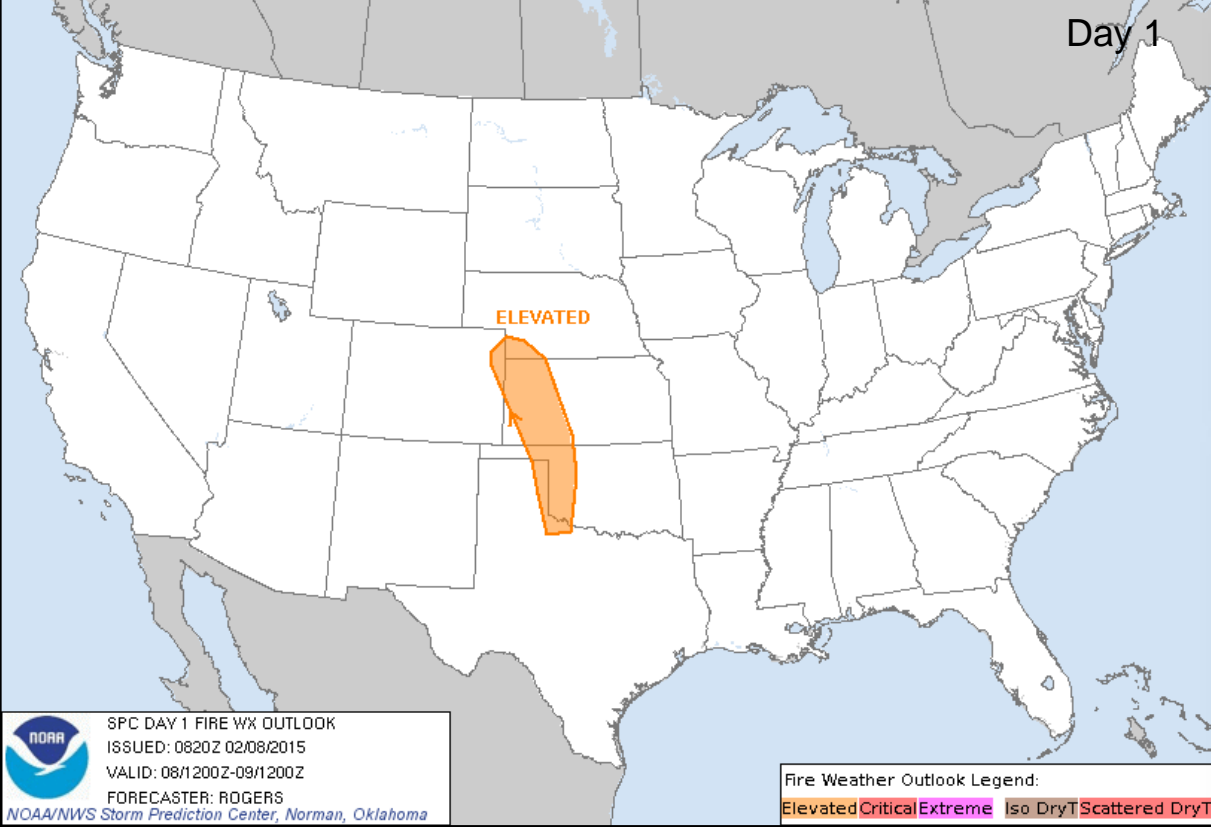 Day 1
ELEVATED
NOAA
SPC DAY 1 FIRE WX OUTLOOK
ISSUED: 0820Z 02/08/2015
VALID: 08/1200Z-09/1200Z
FORECASTER: ROGERS
NOAA/NWS Storm Prediction Center, Norman, Oklahoma
Fire Weather Outlook Legend:
Elevated Critical Extreme Iso DryT Scattered DryT